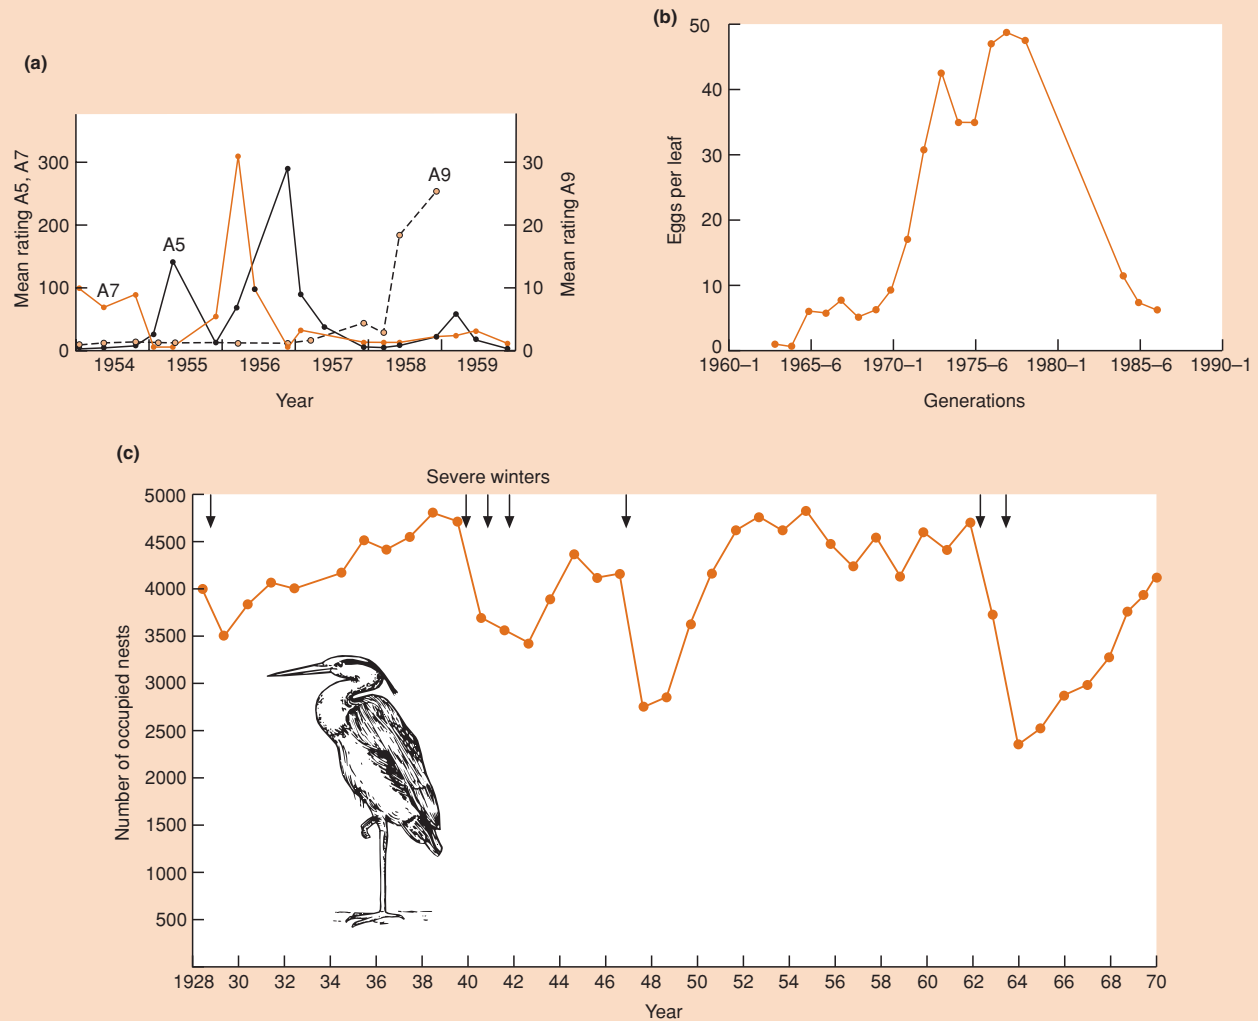 (a)
Mean rating A5, A7
300
200
100
0
A7
A5
A9
30
20
10
0
Mean rating A9
1954 1955 1956 1957 1958 1959
Year
(b)
Eggs per leaf
50
40
30
20
10
0
1960–1 1965–6 1970–1 1975–6 1980–1 1985–6 1990–1
Generations
(c)
Severe winters
Number of occupied nests
5000
4500
4000
3500
3000
2500
2000
1500
1000
500
1928 30 32 34 36 38 40 42 44 46 48 50 52 54 56 58 60 62 64 66 68 70
Year